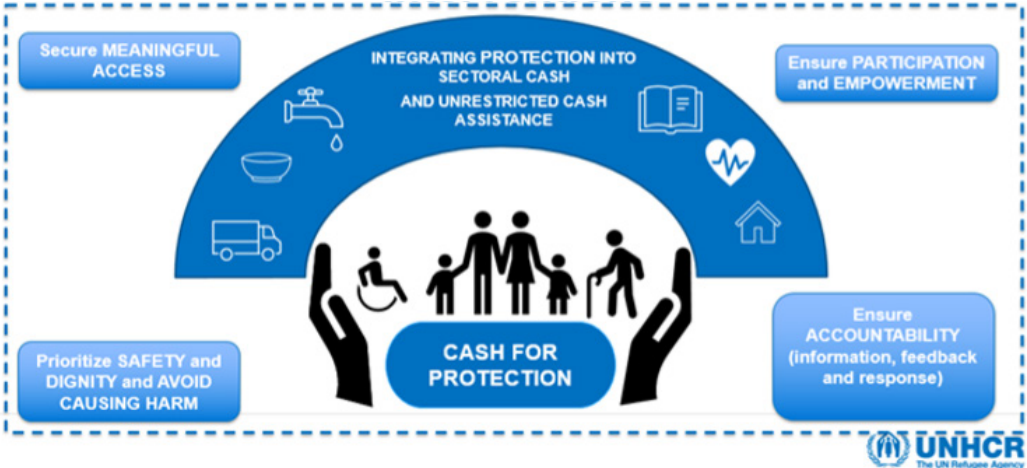 Secure MEANINGFUL
ACCESS
INTEGRATING PROTECTION INTO
SECTORAL CASH
AND UNRESTRICTED CASH
ASSISTANCE
Ensure PARTICIPATION
and EMPOWERMENT
Prioritize SAFETY and
DIGNITY and AVOID
CAUSING HARM
CASH FOR
PROTECTION
Ensure
ACCOUNTABILITY
(information, feedback
and response)
UNHCR
The UN Refugee Agency